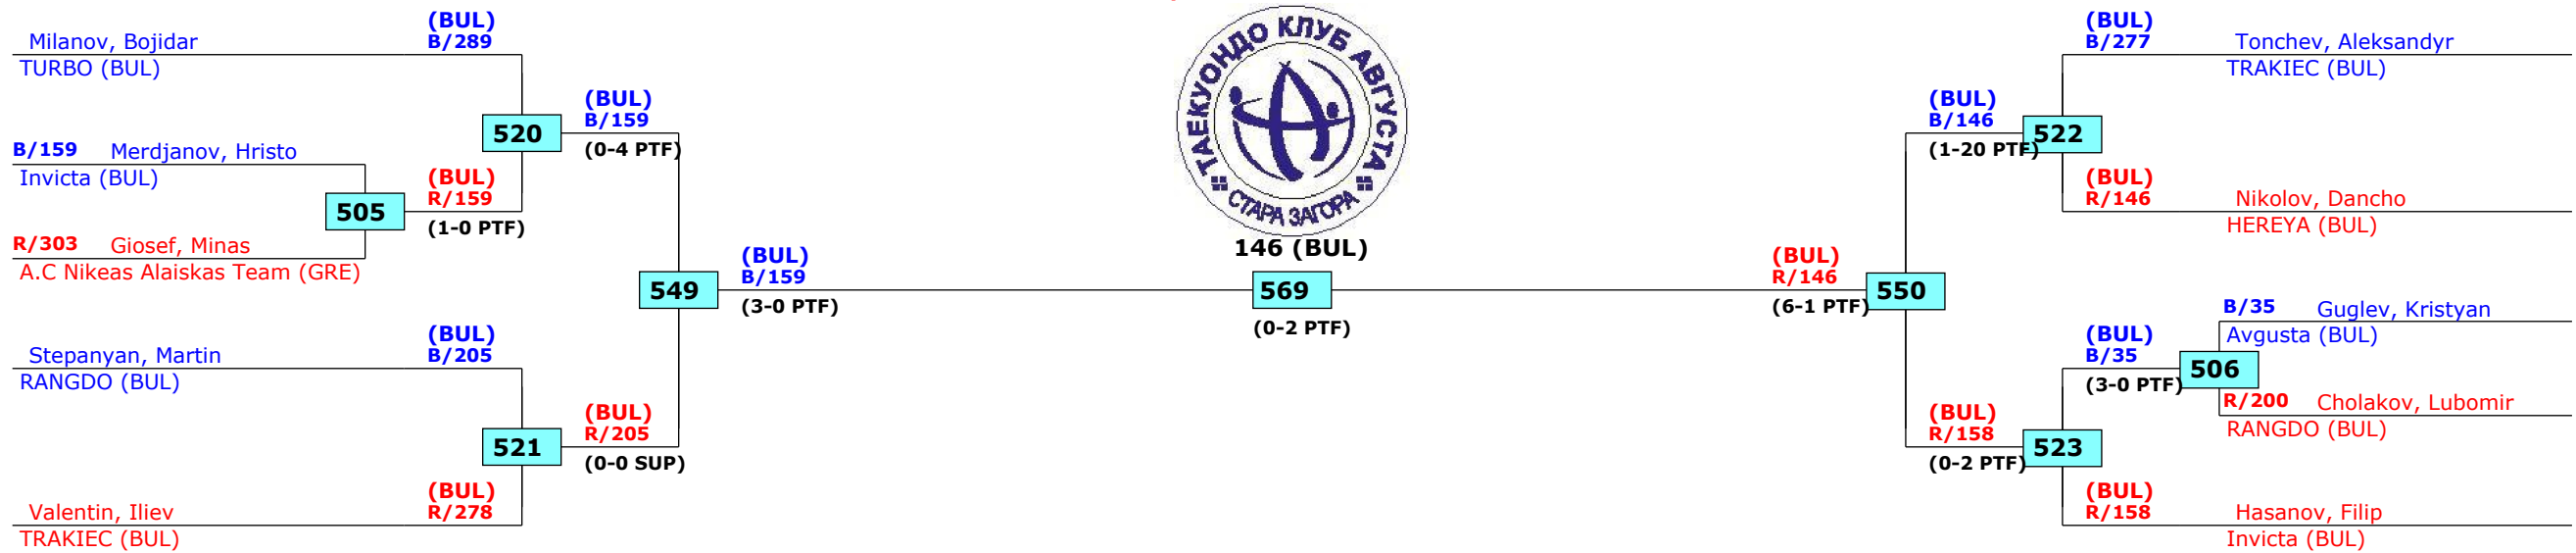 (BUL)
B/289
Milanov, Bojidar
TURBO (BUL)
(BUL)
B/159
520
(0-4 PTF)
B/159 Merdjanov, Hristo
Invicta (BUL)
(BUL)
R/159
505
(1-0 PTF)
R/303 Giosef, Minas
A.C Nikeas Alaiskas Team (GRE)
549
(BUL)
B/159
(3-0 PTF)
(BUL)
B/205
Stepanyan, Martin
RANGDO (BUL)
521
(BUL)
R/205
(0-0 SUP)
(BUL)
R/278
Valentin, Iliev
TRAKIEC (BUL)
ТАЕКУОНДО КЛУБ АВГУСТА
СТАРА ЗАГОРА
146 (BUL)
569
(0-2 PTF)
(BUL)
R/146
(6-1 PTF)
550
(BUL)
B/277
Tonchev, Aleksandyr
TRAKIEC (BUL)
(BUL)
B/146
(1-20 PTF)
522
(BUL)
R/146
Nikolov, Dancho
HEREYA (BUL)
B/35 Guglev, Kristyan
Avgusta (BUL)
(BUL)
B/35
(3-0 PTF)
506
R/200 Cholakov, Lubomir
RANGDO (BUL)
(BUL)
R/158
(0-2 PTF)
523
(BUL)
R/158
Hasanov, Filip
Invicta (BUL)